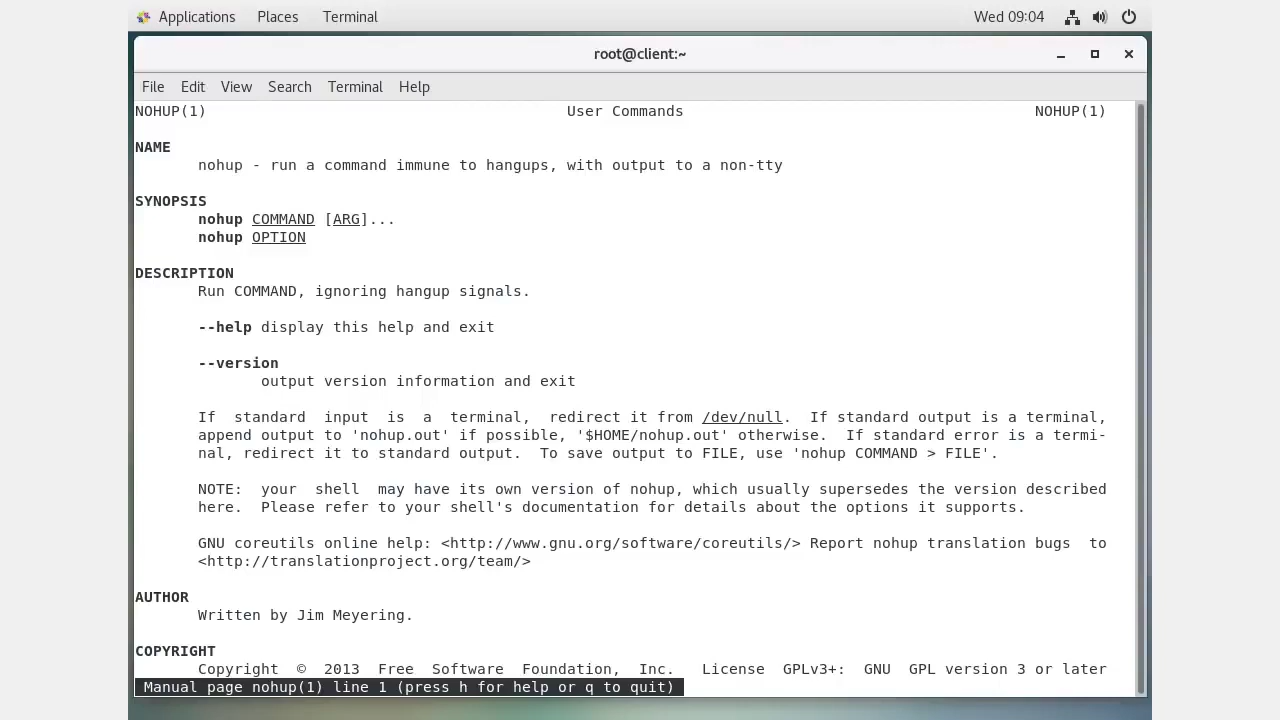 Applications Places Terminal Wed 09:04
root@client:~
File Edit View Search Terminal Help
NOHUP(1) User Commands NOHUP(1)
NAME
nohup - run a command immune to hangups, with output to a non-tty
SYNOPSIS
nohup COMMAND [ARG]...
nohup OPTION
DESCRIPTION
Run COMMAND, ignoring hangup signals.
--help display this help and exit
--version
output version information and exit
If standard input is a terminal, redirect it from /dev/null. If standard output is a terminal,
append output to 'nohup.out' if possible, '$HOME/nohup.out' otherwise. If standard error is a termi-
nal, redirect it to standard output. To save output to FILE, use 'nohup COMMAND > FILE'.
NOTE: your shell may have its own version of nohup, which usually supersedes the version described
here. Please refer to your shell's documentation for details about the options it supports.
GNU coreutils online help: <http://www.gnu.org/software/coreutils/> Report nohup translation bugs to
<http://translationproject.org/team/>
AUTHOR
Written by Jim Meyering.
COPYRIGHT
Copyright © 2013 Free Software Foundation, Inc. License GPLv3+: GNU GPL version 3 or later
Manual page nohup(1) line 1 (press h for help or q to quit)